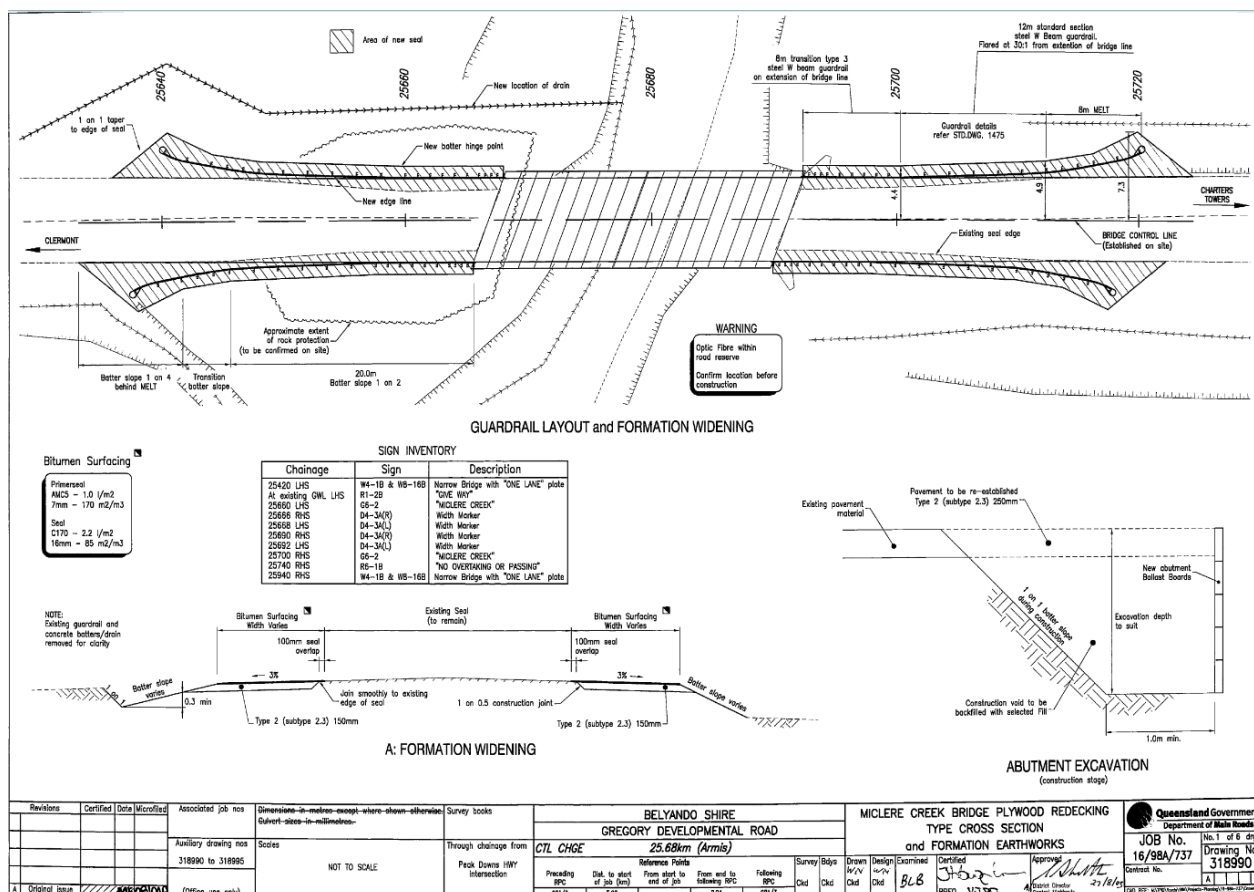 Area of new seal
12m standard section
steel W Beam guardrail.
Flared at 30:1 from extention of bridge line
8m transition type 3
steel W beam guardrail
on extension of bridge line
25640
25660
25680
25700
25720
New location of drain
1 on 1 taper
to edge of seal
8m MELT
Guardrail details
refer STD.DWG. 1475
New batter hinge point
New edge line
4.4
4.9
7.3
CHARTERS
TOWERS
CLERMONT
BRIDGE CONTROL LINE
(Established on site)
Existing seal edge
Approximate extent
of rock protection
(to be confirmed on site)
WARNING
Optic Fibre within
road reserve
Confirm location before
construction
Batter slope 1 on 4
behind MELT
Transition
batter slope
20.0m
Batter slope 1 on 2
GUARDRAIL LAYOUT and FORMATION WIDENING
Bitumen Surfacing
Primerseal
AMC5 - 1.0 l/m2
7mm - 170 m2/m3
Seal
C170 - 2.2 l/m2
16mm - 85 m2/m3
SIGN INVENTORY
Chainage Sign Description
25420 LHS W4-1B & W8-16B Narrow Bridge with "ONE LANE" plate
At existing GWL LHS R1-2B "GIVE WAY"
25660 LHS G6-2 "MICLERE CREEK"
25666 RHS D4-3A(R) Width Marker
25668 LHS D4-3A(L) Width Marker
25690 RHS D4-3A(R) Width Marker
25692 LHS D4-3A(L) Width Marker
25700 RHS G6-2 "MICLERE CREEK"
25740 RHS R6-1B "NO OVERTAKING OR PASSING"
25940 RHS W4-1B & W8-16B Narrow Bridge with "ONE LANE" plate
Existing pavement
material
Pavement to be re-established
Type 2 (subtype 2.3) 250mm
New abutment
Ballast Boards
1 on 1 batter slope
during construction
Excavation depth
to suit
Construction void to be
backfilled with selected Fill
1.0m min.
ABUTMENT EXCAVATION
(construction stage)
NOTE:
Existing guardrail and
concrete batters/drain
removed for clarity
Bitumen Surfacing
Width Varies
Existing Seal
(to remain)
Bitumen Surfacing
Width Varies
100mm seal
overlap
100mm seal
overlap
3%
3%
Batter slope
varies
0.3 min
Join smoothly to existing
edge of seal
1 on 0.5 construction joint
Batter slope varies
Type 2 (subtype 2.3) 150mm
Type 2 (subtype 2.3) 150mm
A: FORMATION WIDENING
Revisions Certified Date Microfilmed
A Original issue
Associated job nos
Auxiliary drawing nos
318990 to 318995
(Office use only)
Dimensions in metres except where shown otherwise.
Culvert sizes in millimetres.
Scales
NOT TO SCALE
Survey books
Through chainage from
Peak Downs HWY
intersection
BELYANDO SHIRE
GREGORY DEVELOPMENTAL ROAD
CTL CHGE 25.68km (Armis)
Reference Points
Preceding RPC
Dist. to start of job (km)
From start to end of job
From end to following RPC
Following RPC
MICLERE CREEK BRIDGE PLYWOOD REDECKING
TYPE CROSS SECTION
and FORMATION EARTHWORKS
Survey Bdys Drawn Design Examined Certified Approved
Ckd Ckd Ckd Ckd BLB
District Director
Queensland Government
Department of Main Roads
JOB No.
16/98A/737
No. 1 of 6
Drawing No
318990
A